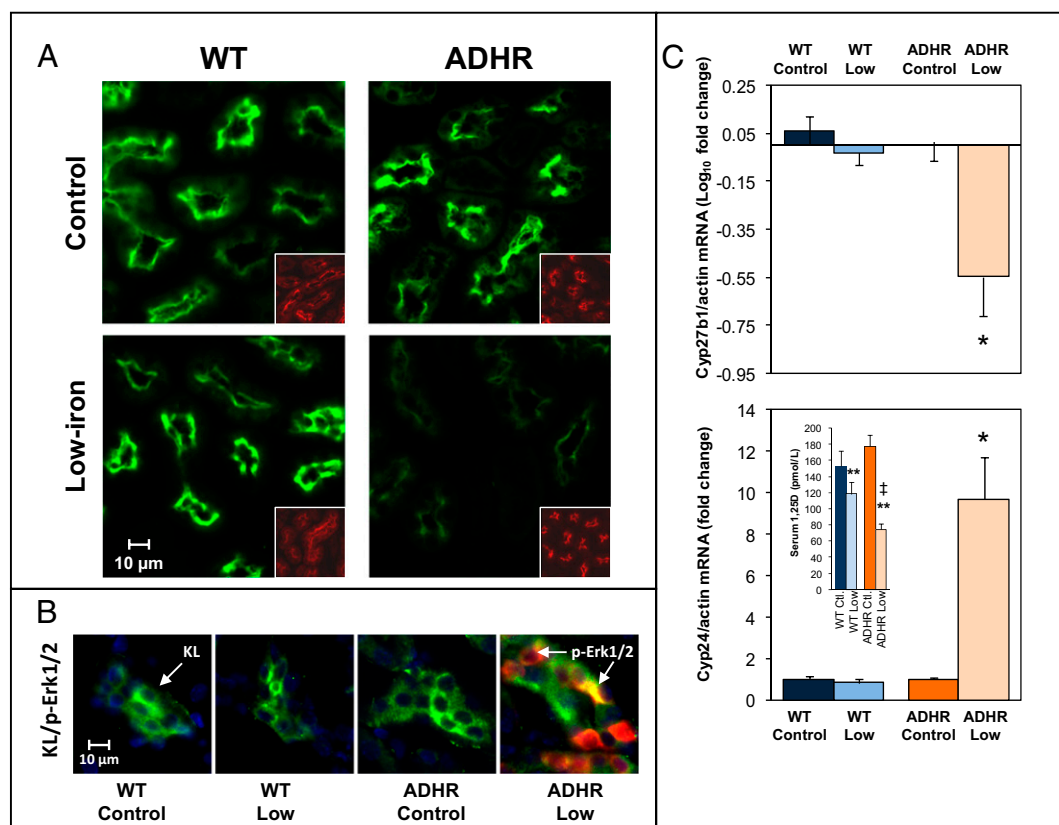 A
WT
ADHR
Control
Low-iron
10 µm
B
KL/p-Erk1/2
KL
p-Erk1/2
10 µm
WT
Control
WT
Low
ADHR
Control
ADHR
Low
C
WT
Control
WT
Low
ADHR
Control
ADHR
Low
Cyp27b1/actin mRNA (Log₁₀ fold change)
0.25
0.05
-0.15
-0.35
-0.55
-0.75
-0.95
*
Cyp24/actin mRNA (fold change)
14
12
10
8
6
4
2
0
*
Serum 1,25D (pmol/L)
200
180
160
140
120
100
80
60
40
20
0
**
‡
**
WT Ctl.
WT Low
ADHR Ctl.
ADHR Low
WT
Control
WT
Low
ADHR
Control
ADHR
Low